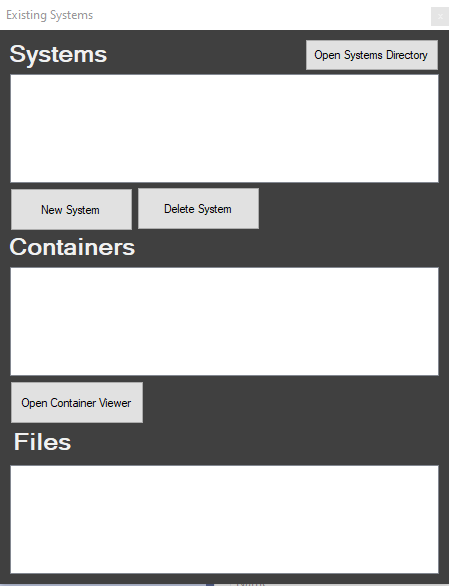 Existing Systems
Systems
Open Systems Directory
New System
Delete System
Containers
Open Container Viewer
Files